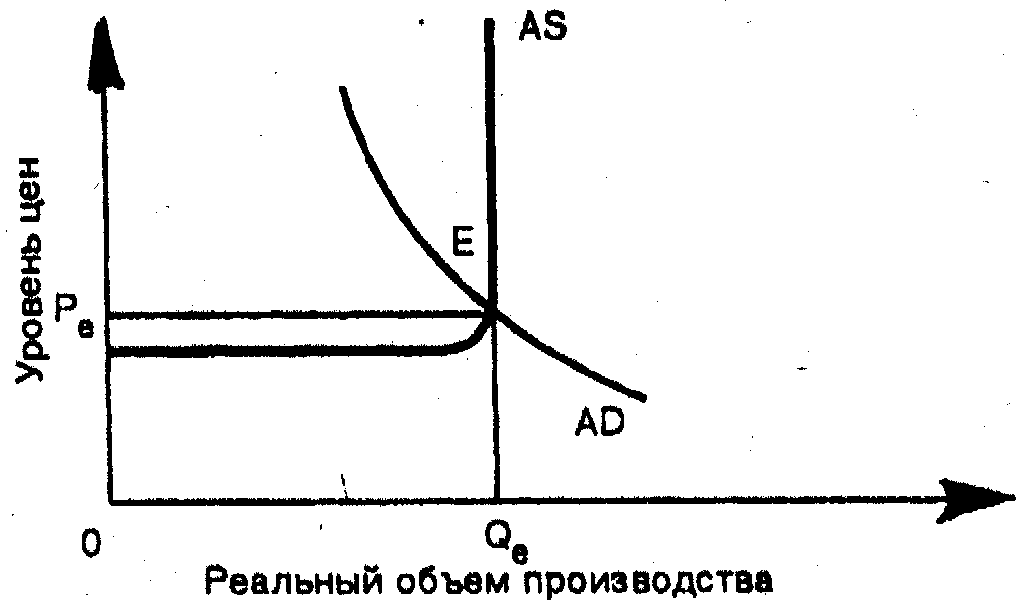 AS
Уровень цен
E
Pe
AD
0
Qe
Реальный объем производства